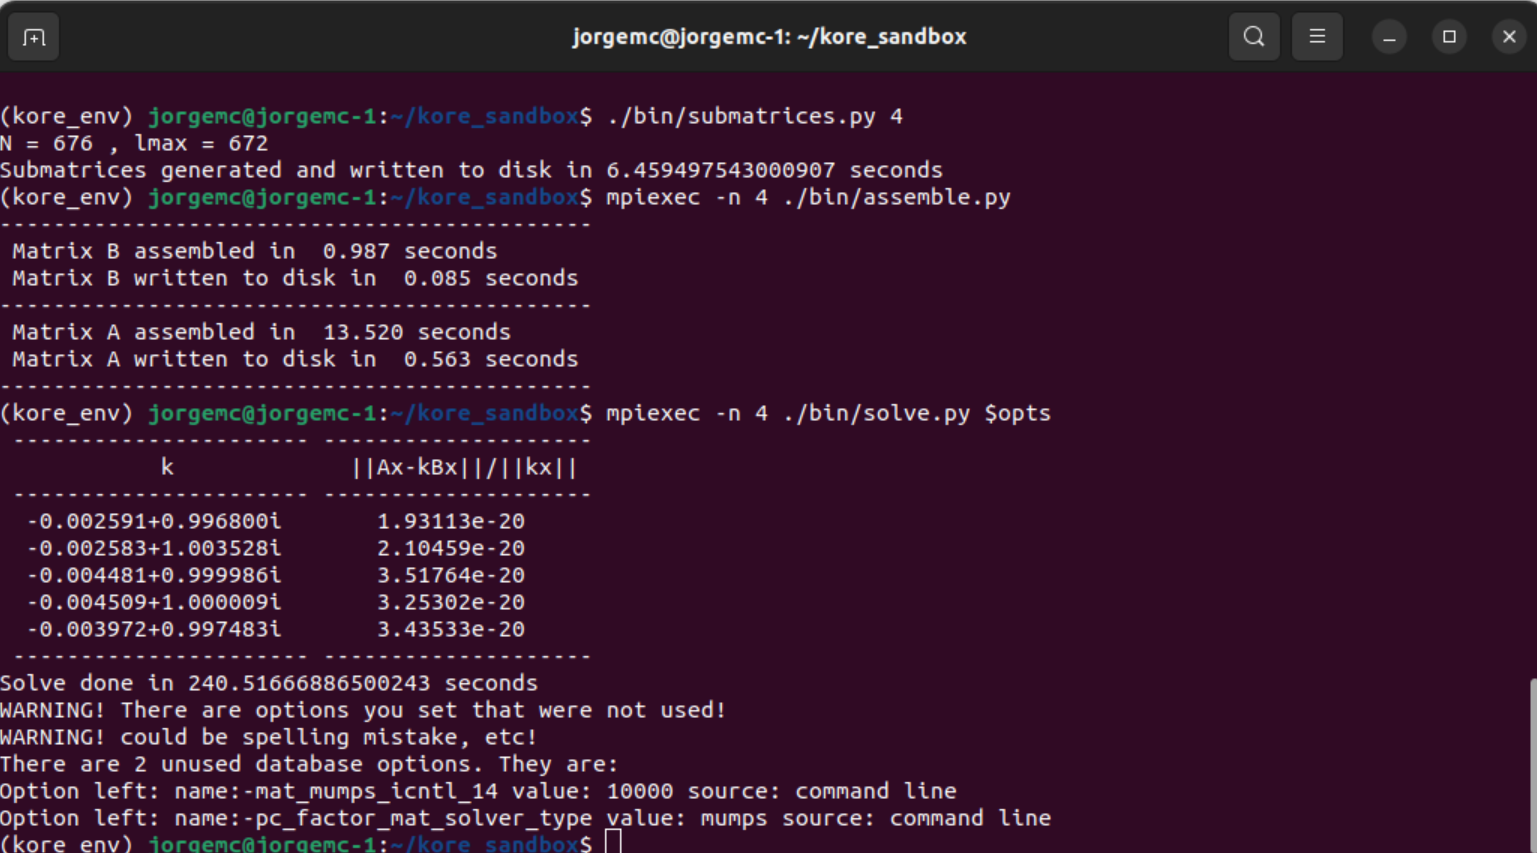 jorgemc@jorgemc-1: ~/kore_sandbox
(kore_env) jorgemc@jorgemc-1:~/kore_sandbox$ ./bin/submatrices.py 4
N = 676 , lmax = 672
Submatrices generated and written to disk in 6.459497543000907 seconds
(kore_env) jorgemc@jorgemc-1:~/kore_sandbox$ mpiexec -n 4 ./bin/assemble.py
--------------------------------------------
Matrix B assembled in  0.987 seconds
Matrix B written to disk in  0.085 seconds
--------------------------------------------
Matrix A assembled in  13.520 seconds
Matrix A written to disk in  0.563 seconds
--------------------------------------------
(kore_env) jorgemc@jorgemc-1:~/kore_sandbox$ mpiexec -n 4 ./bin/solve.py $opts
---------------------- --------------------
k ||Ax-kBx||/||kx||
---------------------- --------------------
-0.002591+0.996800i 1.93113e-20
-0.002583+1.003528i 2.10459e-20
-0.004481+0.999986i 3.51764e-20
-0.004509+1.000009i 3.25302e-20
-0.003972+0.997483i 3.43533e-20
---------------------- --------------------
Solve done in 240.51666886500243 seconds
WARNING! There are options you set that were not used!
WARNING! could be spelling mistake, etc!
There are 2 unused database options. They are:
Option left: name:-mat_mumps_icntl_14 value: 10000 source: command line
Option left: name:-pc_factor_mat_solver_type value: mumps source: command line
(kore_env) jorgemc@jorgemc-1:~/kore_sandbox$